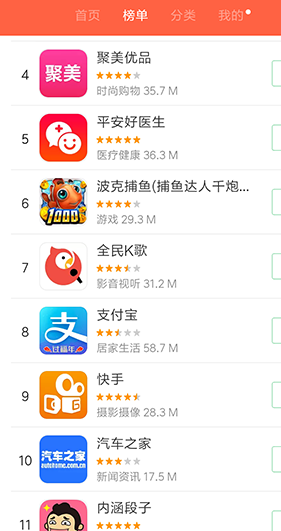 首页 榜单 分类 我的
4
聚美
聚美优品
时尚购物 35.7 M
5
平安好医生
医疗健康 36.3 M
6
1000
波克捕鱼(捕鱼达人千炮...
游戏 29.3 M
7
全民K歌
影音视听 31.2 M
8
支
过福年
支付宝
居家生活 58.7 M
9
快手
摄影摄像 28.3 M
10
汽车之家
autohome.com.cn
汽车之家
新闻资讯 17.5 M
11
内涵段子